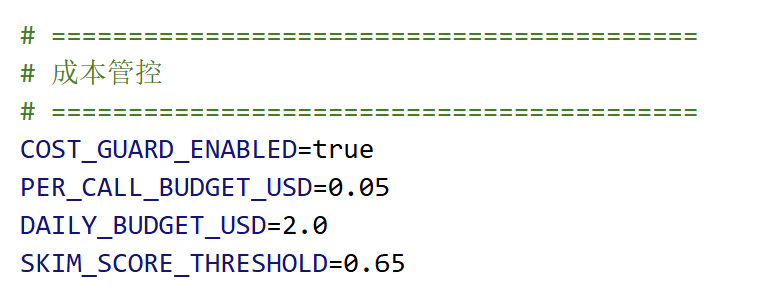 # ==========================================
# 成本管控
# ==========================================
COST_GUARD_ENABLED=true
PER_CALL_BUDGET_USD=0.05
DAILY_BUDGET_USD=2.0
SKIM_SCORE_THRESHOLD=0.65